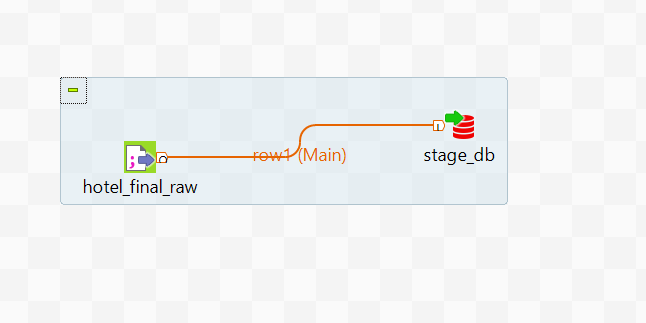 row1 (Main)
stage_db
hotel_final_raw